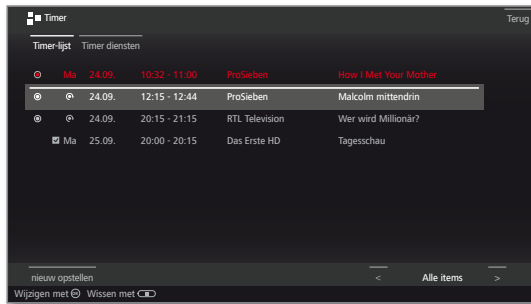 Timer Terug
Timer-lijst Timer diensten
Ma 24.09. 10:32 - 11:00 ProSieben How I Met Your Mother
24.09. 12:15 - 12:44 ProSieben Malcolm mittendrin
24.09. 20:15 - 21:15 RTL Television Wer wird Millionär?
Ma 25.09. 20:00 - 20:15 Das Erste HD Tagesschau
nieuw opstellen < Alle items >
Wijzigen met OK Wissen met